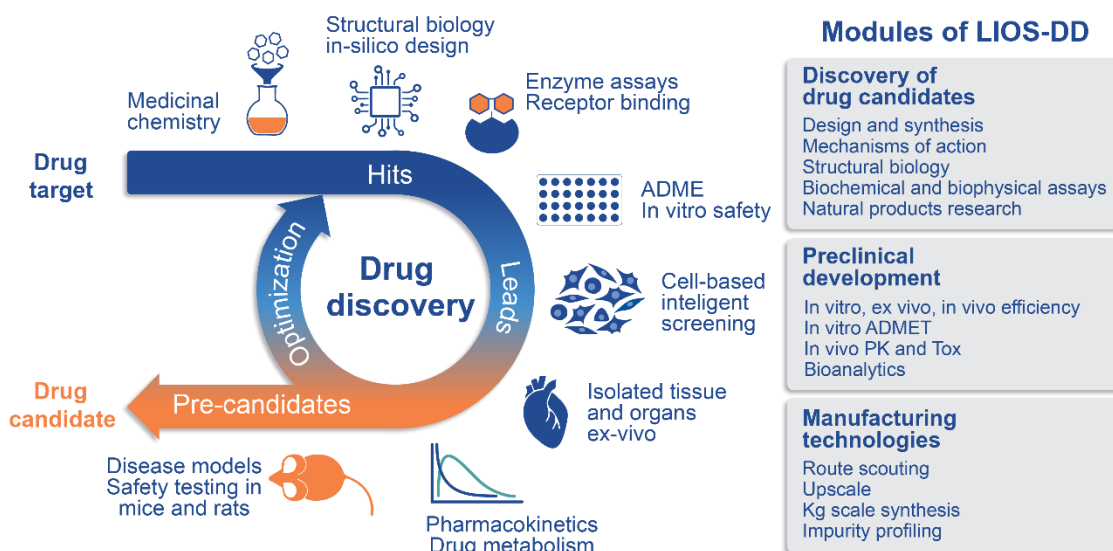 Structural biology
in-silico design
Medicinal
chemistry
Enzyme assays
Receptor binding
Drug
target
Hits
ADME
In vitro safety
Leads
Optimization
Drug
discovery
Cell-based
inteligent
screening
Drug
candidate
Pre-candidates
Isolated tissue
and organs
ex-vivo
Disease models
Safety testing in
mice and rats
Pharmacokinetics
Drug metabolism
Modules of LIOS-DD
Discovery of
drug candidates
Design and synthesis
Mechanisms of action
Structural biology
Biochemical and biophysical assays
Natural products research
Preclinical
development
In vitro, ex vivo, in vivo efficiency
In vitro ADMET
In vivo PK and Tox
Bioanalytics
Manufacturing
technologies
Route scouting
Upscale
Kg scale synthesis
Impurity profiling